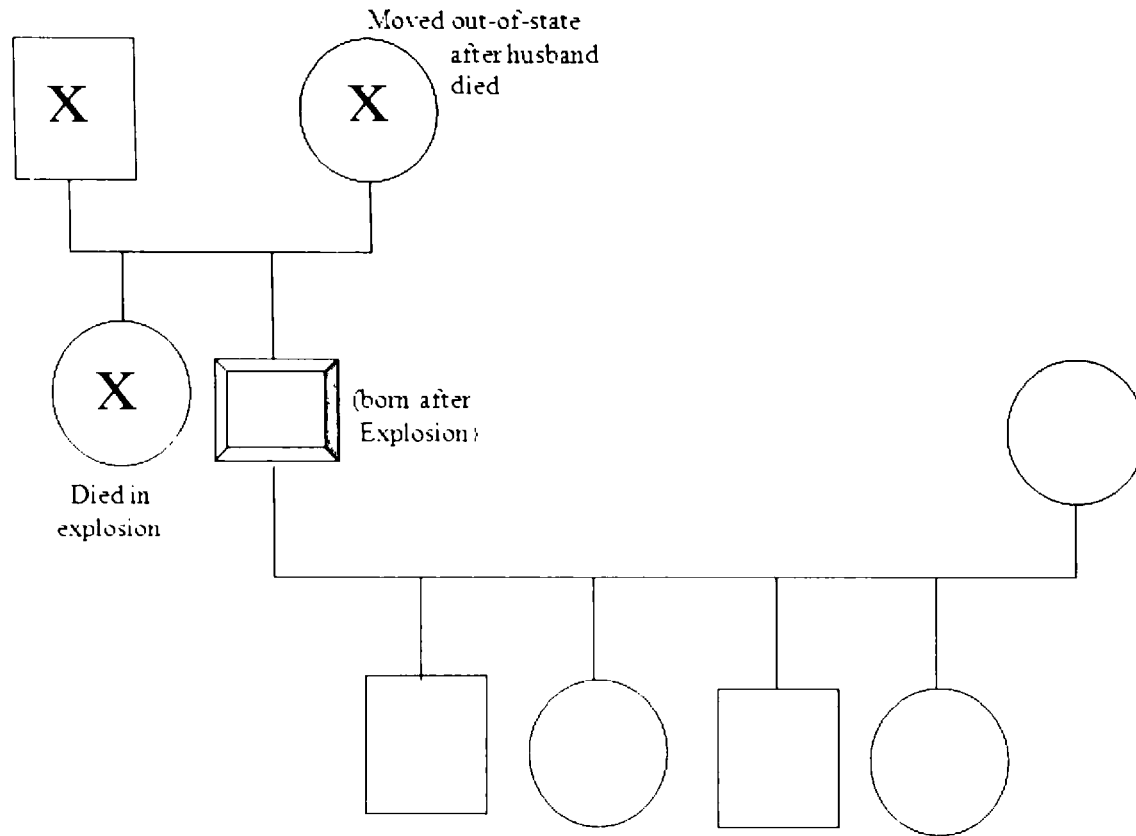 Moved out-of-state
after husband
died
X
X
X
(born after
Explosion)
Died in
explosion